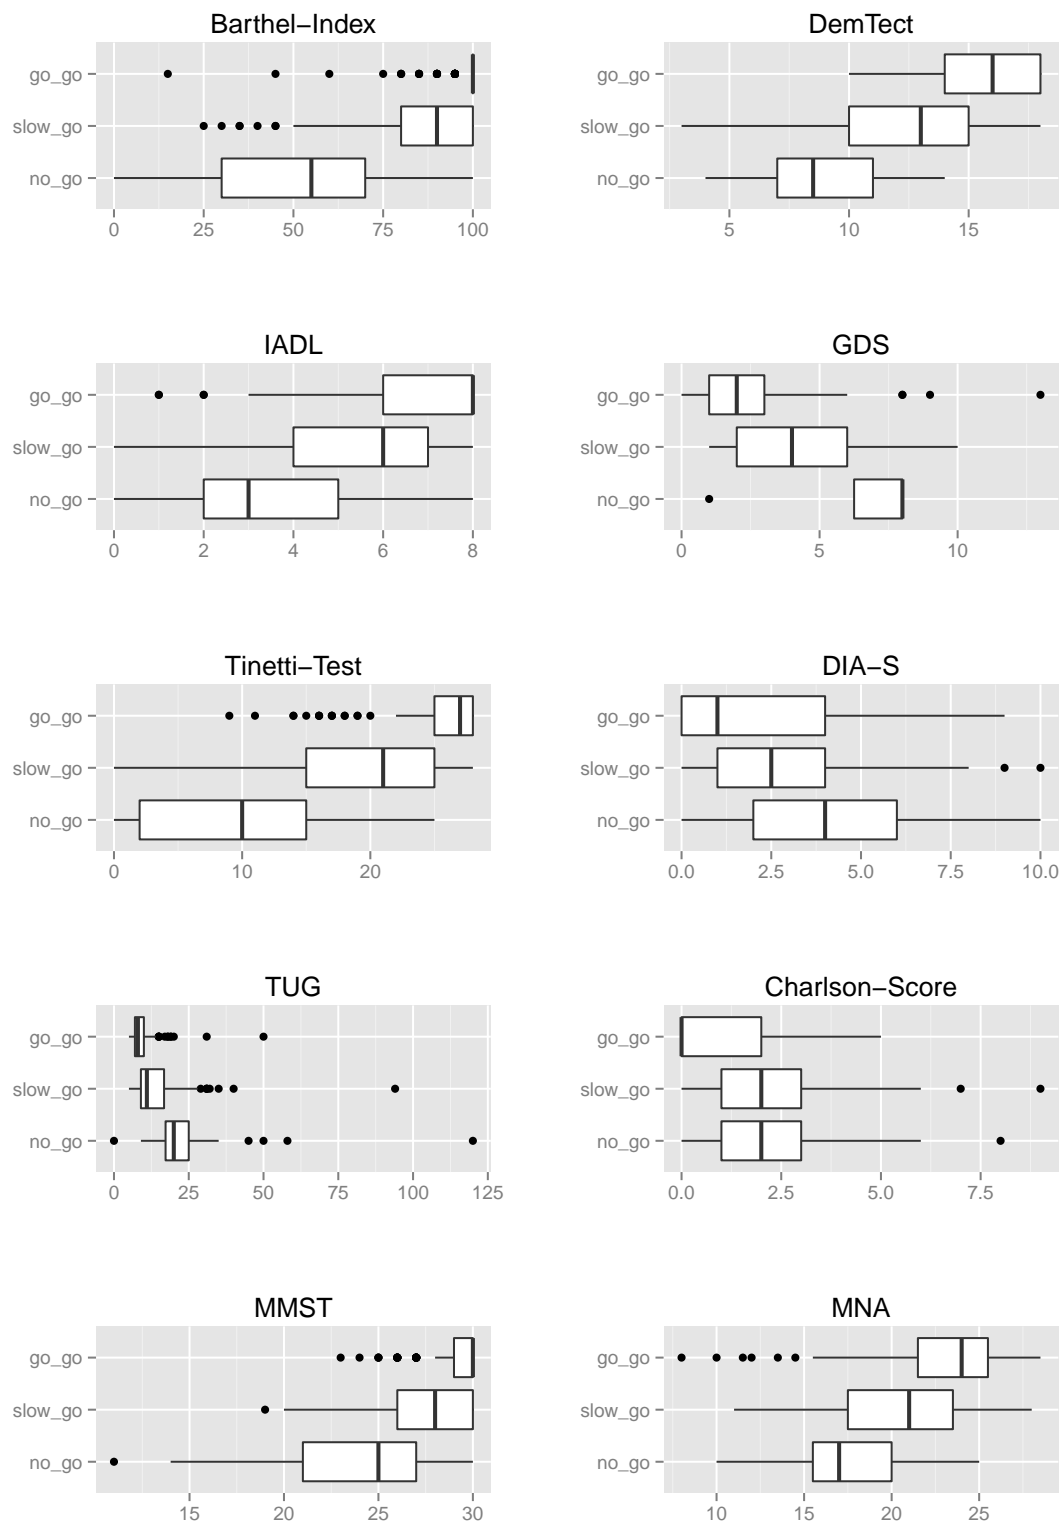 Barthel−Index
go_go
slow_go
no_go
0 25 50 75 100
DemTect
go_go
slow_go
no_go
5 10 15
IADL
go_go
slow_go
no_go
0 2 4 6 8
GDS
go_go
slow_go
no_go
0 5 10
Tinetti−Test
go_go
slow_go
no_go
0 10 20
DIA−S
go_go
slow_go
no_go
0.0 2.5 5.0 7.5 10.0
TUG
go_go
slow_go
no_go
0 25 50 75 100 125
Charlson−Score
go_go
slow_go
no_go
0.0 2.5 5.0 7.5
MMST
go_go
slow_go
no_go
15 20 25 30
MNA
go_go
slow_go
no_go
10 15 20 25